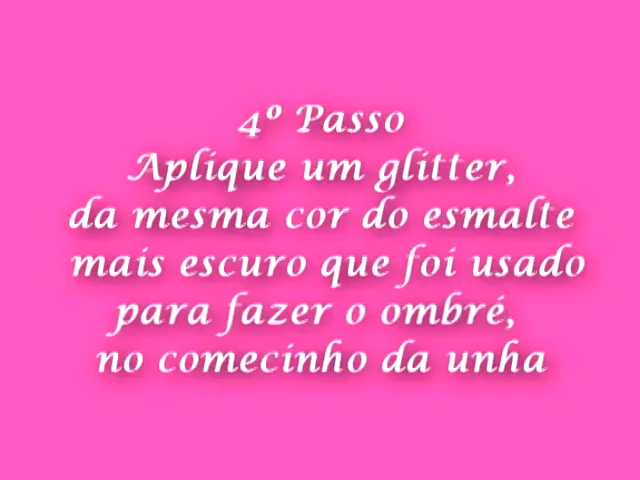 4º Passo
Aplique um glitter,
da mesma cor do esmalte
mais escuro que foi usado
para fazer o ombré,
no comecinho da unha